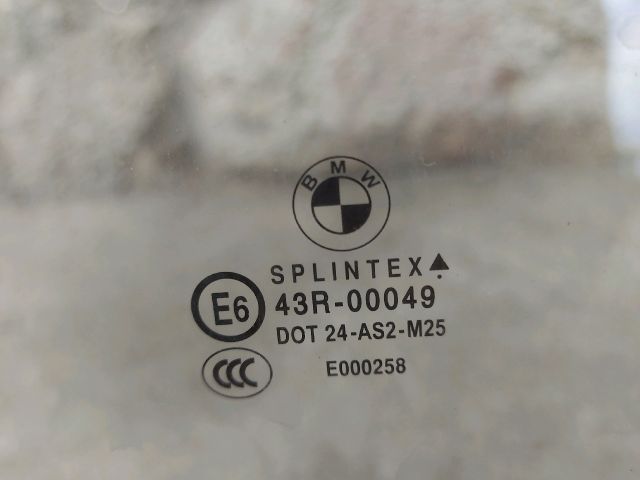 BMW
SPLINTEX
E6
43R-00049
DOT 24-AS2-M25
CCC
E000258